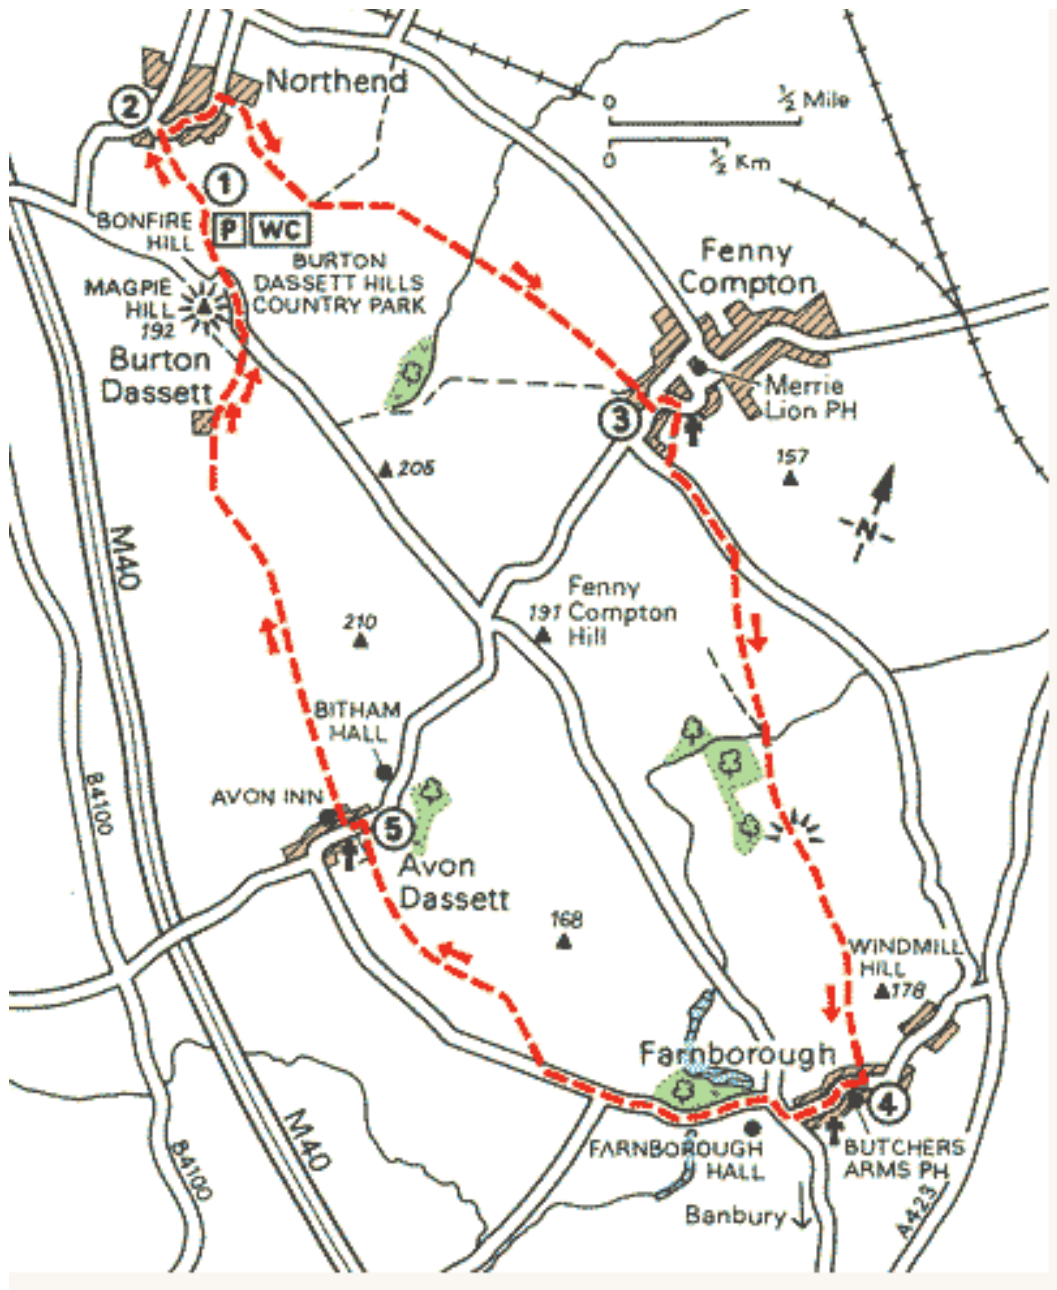 2
Northend
0
½ Mile
0
½ Km
1
P
WC
BONFIRE
HILL
BURTON
DASSETT HILLS
COUNTRY PARK
MAGPIE
HILL
192
Burton
Dassett
Fenny
Compton
Merrie
Lion PH
3
205
157
N
M40
Fenny
Compton
Hill
191
210
BITHAM
HALL
B4100
AVON INN
5
Avon
Dassett
168
WINDMILL
HILL
178
Farnborough
4
FARNBOROUGH
HALL
BUTCHERS
ARMS PH
M40
B4100
Banbury
A423